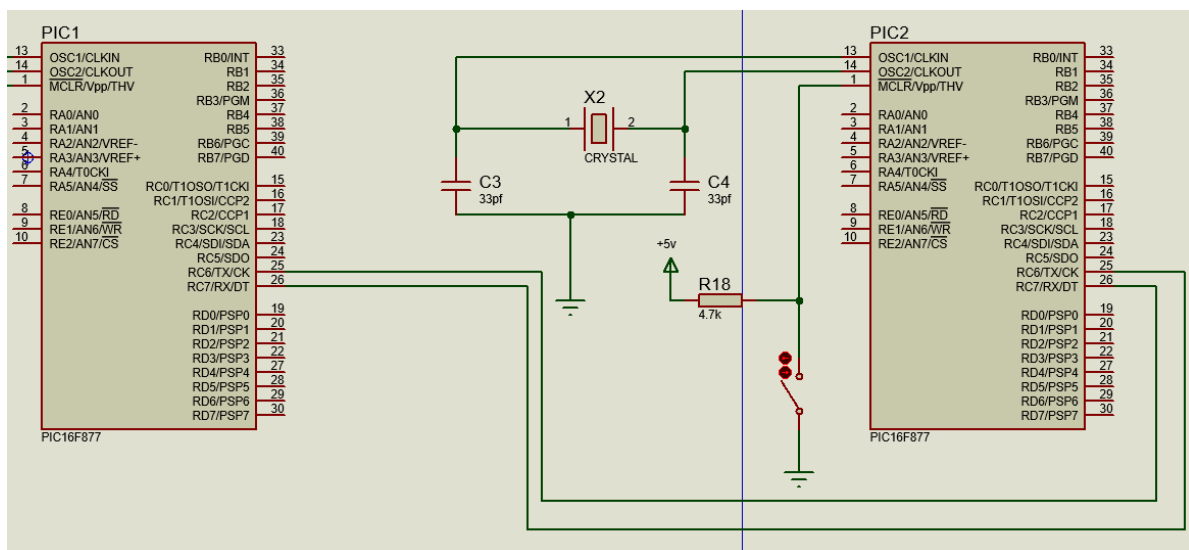 PIC1
13 OSC1/CLKIN RB0/INT 33
14 OSC2/CLKOUT RB1 34
1 MCLR/Vpp/THV RB2 35
RB3/PGM 36
2 RA0/AN0 RB4 37
3 RA1/AN1 RB5 38
4 RA2/AN2/VREF- RB6/PGC 39
5 RA3/AN3/VREF+ RB7/PGD 40
6 RA4/T0CKI
7 RA5/AN4/SS RC0/T1OSO/T1CKI 15
RC1/T1OSI/CCP2 16
8 RE0/AN5/RD RC2/CCP1 17
9 RE1/AN6/WR RC3/SCK/SCL 18
10 RE2/AN7/CS RC4/SDI/SDA 23
RC5/SDO 24
RC6/TX/CK 25
RC7/RX/DT 26
RD0/PSP0 19
RD1/PSP1 20
RD2/PSP2 21
RD3/PSP3 22
RD4/PSP4 27
RD5/PSP5 28
RD6/PSP6 29
RD7/PSP7 30
PIC16F877
X2
1 2
CRYSTAL
C3
33pf
C4
33pf
+5v
R18
4.7k
PIC2
13 OSC1/CLKIN RB0/INT 33
14 OSC2/CLKOUT RB1 34
1 MCLR/Vpp/THV RB2 35
RB3/PGM 36
2 RA0/AN0 RB4 37
3 RA1/AN1 RB5 38
4 RA2/AN2/VREF- RB6/PGC 39
5 RA3/AN3/VREF+ RB7/PGD 40
6 RA4/T0CKI
7 RA5/AN4/SS RC0/T1OSO/T1CKI 15
RC1/T1OSI/CCP2 16
8 RE0/AN5/RD RC2/CCP1 17
9 RE1/AN6/WR RC3/SCK/SCL 18
10 RE2/AN7/CS RC4/SDI/SDA 23
RC5/SDO 24
RC6/TX/CK 25
RC7/RX/DT 26
RD0/PSP0 19
RD1/PSP1 20
RD2/PSP2 21
RD3/PSP3 22
RD4/PSP4 27
RD5/PSP5 28
RD6/PSP6 29
RD7/PSP7 30
PIC16F877